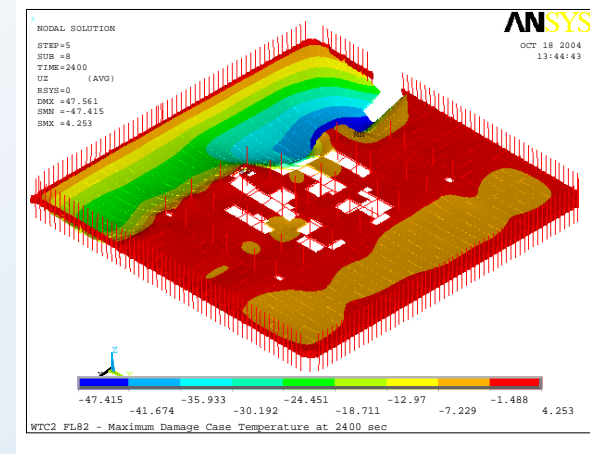 NODAL SOLUTION
STEP=5
SUB =8
TIME=2400
UZ (AVG)
RSYS=0
DMX=47.561
SMN =-47.415
SMX =4.253
ANSYS
OCT 18 2004
13:44:43
MN
Z
-47.415 -35.933 -24.451 -12.97 -1.488
-41.674 -30.192 -18.711 -7.229 4.253
WTC2 FL82 - Maximum Damage Case Temperature at 2400 sec